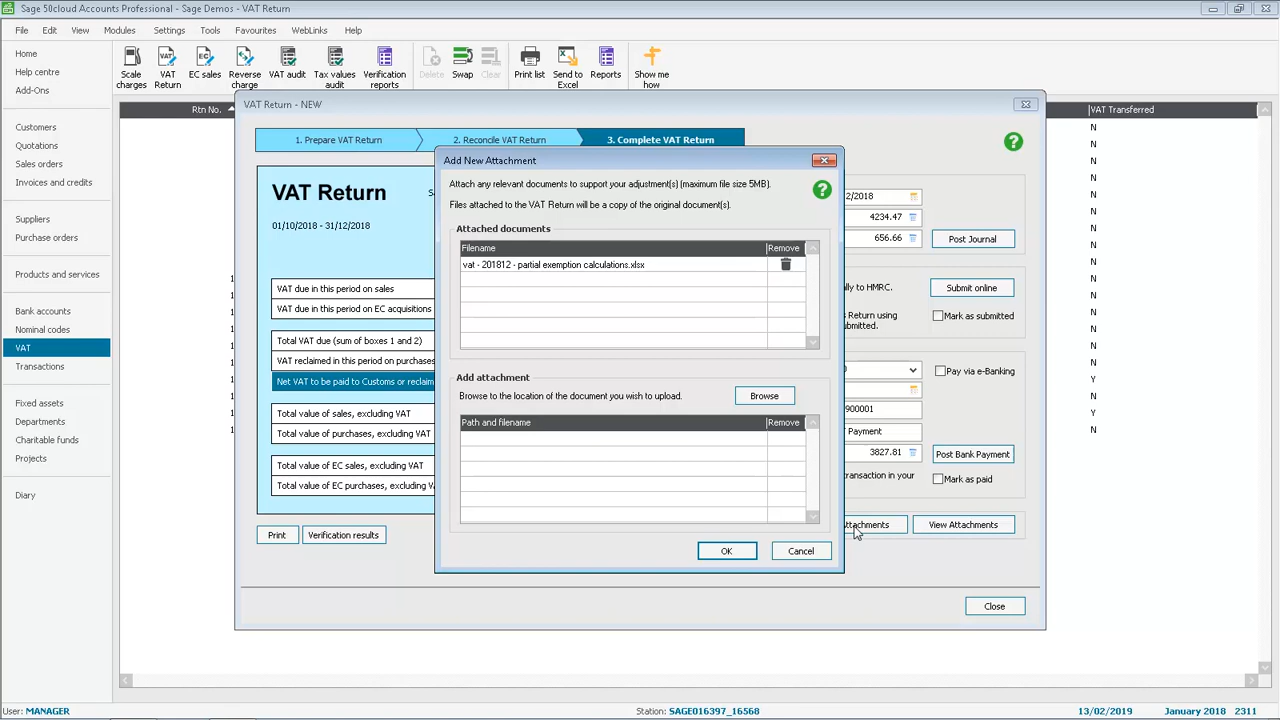 Sage 50cloud Accounts Professional - Sage Demos - VAT Return
File Edit View Modules Settings Tools Favourites WebLinks Help
Home
Help centre
Add-Ons
Customers
Quotations
Sales orders
Invoices and credits
Suppliers
Purchase orders
Products and services
Bank accounts
Nominal codes
VAT
Transactions
Fixed assets
Departments
Charitable funds
Projects
Diary
Scale charges
VAT Return
EC sales
Reverse charge
VAT audit
Tax values audit
Verification reports
Delete
Swap
Clear
Print list
Send to Excel
Reports
Show me how
Rtn No.
VAT Transferred
N
N
N
N
N
N
N
N
1 N
1 N
1 N
1 N
1 N
1 N
1 Y
1 N
1 Y
1 N
VAT Return - NEW
1. Prepare VAT Return 2. Reconcile VAT Return 3. Complete VAT Return
VAT Return
01/10/2018 - 31/12/2018
VAT due in this period on sales
VAT due in this period on EC acquisitions
Total VAT due (sum of boxes 1 and 2)
VAT reclaimed in this period on purchases
Net VAT to be paid to Customs or reclaim
Total value of sales, excluding VAT
Total value of purchases, excluding VAT
Total value of EC sales, excluding VAT
Total value of EC purchases, excluding V
Print
Verification results
Add New Attachment
Attach any relevant documents to support your adjustment(s) (maximum file size 5MB).
Files attached to the VAT Return will be a copy of the original document(s).
Attached documents
Filename Remove
vat - 201812 - partial exemption calculations.xlsx
Add attachment
Browse to the location of the document you wish to upload.
Browse
Path and filename Remove
OK
Cancel
2/2018
4234.47
656.66
Post Journal
ally to HMRC.
Submit online
s Return using
ubmitted.
Mark as submitted
Pay via e-Banking
900001
Payment
3827.81
Post Bank Payment
transaction in your
Mark as paid
Attachments
View Attachments
Close
User: MANAGER
Station: SAGE016397_16568
13/02/2019
January 2018
2311